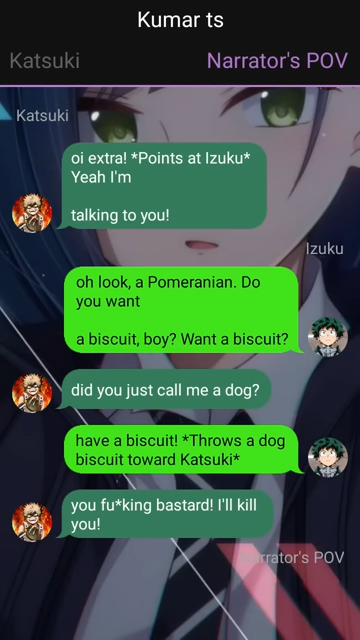 Kumar ts
Katsuki
Narrator's POV
Katsuki
oi extra! *Points at Izuku*
Yeah I'm
talking to you!
Izuku
oh look, a Pomeranian. Do
you want
a biscuit, boy? Want a biscuit?
did you just call me a dog?
have a biscuit! *Throws a dog
biscuit toward Katsuki*
you fu*king bastard! I'll kill
you!
Narrator's POV